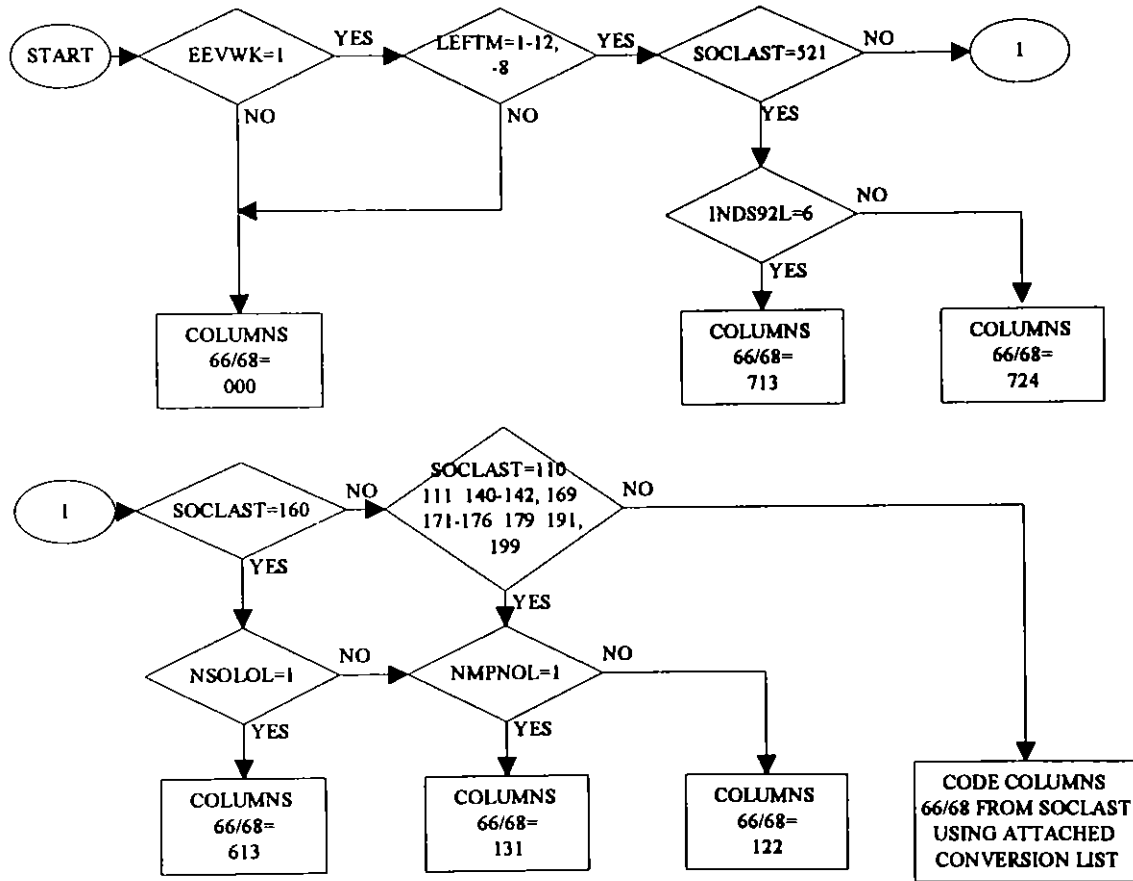 START
EEVWK=1
YES
LEFTM=1-12,
-8
YES
SOCLAST=521
NO
1
NO
NO
YES
INDS92L=6
NO
YES
COLUMNS
66/68=
000
COLUMNS
66/68=
713
COLUMNS
66/68=
724
1
SOCLAST=160
NO
SOCLAST=110
111 140-142, 169
171-176 179 191,
199
NO
YES
YES
NSOLOL=1
NO
NMPNOL=1
NO
YES
YES
COLUMNS
66/68=
613
COLUMNS
66/68=
131
COLUMNS
66/68=
122
CODE COLUMNS
66/68 FROM SOCLAST
USING ATTACHED
CONVERSION LIST